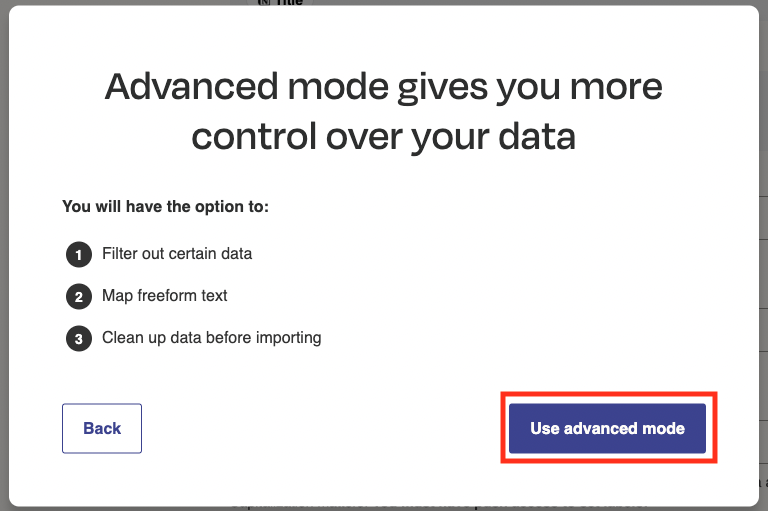 Title
Advanced mode gives you more
control over your data
You will have the option to:
1 Filter out certain data
2 Map freeform text
3 Clean up data before importing
Back
Use advanced mode